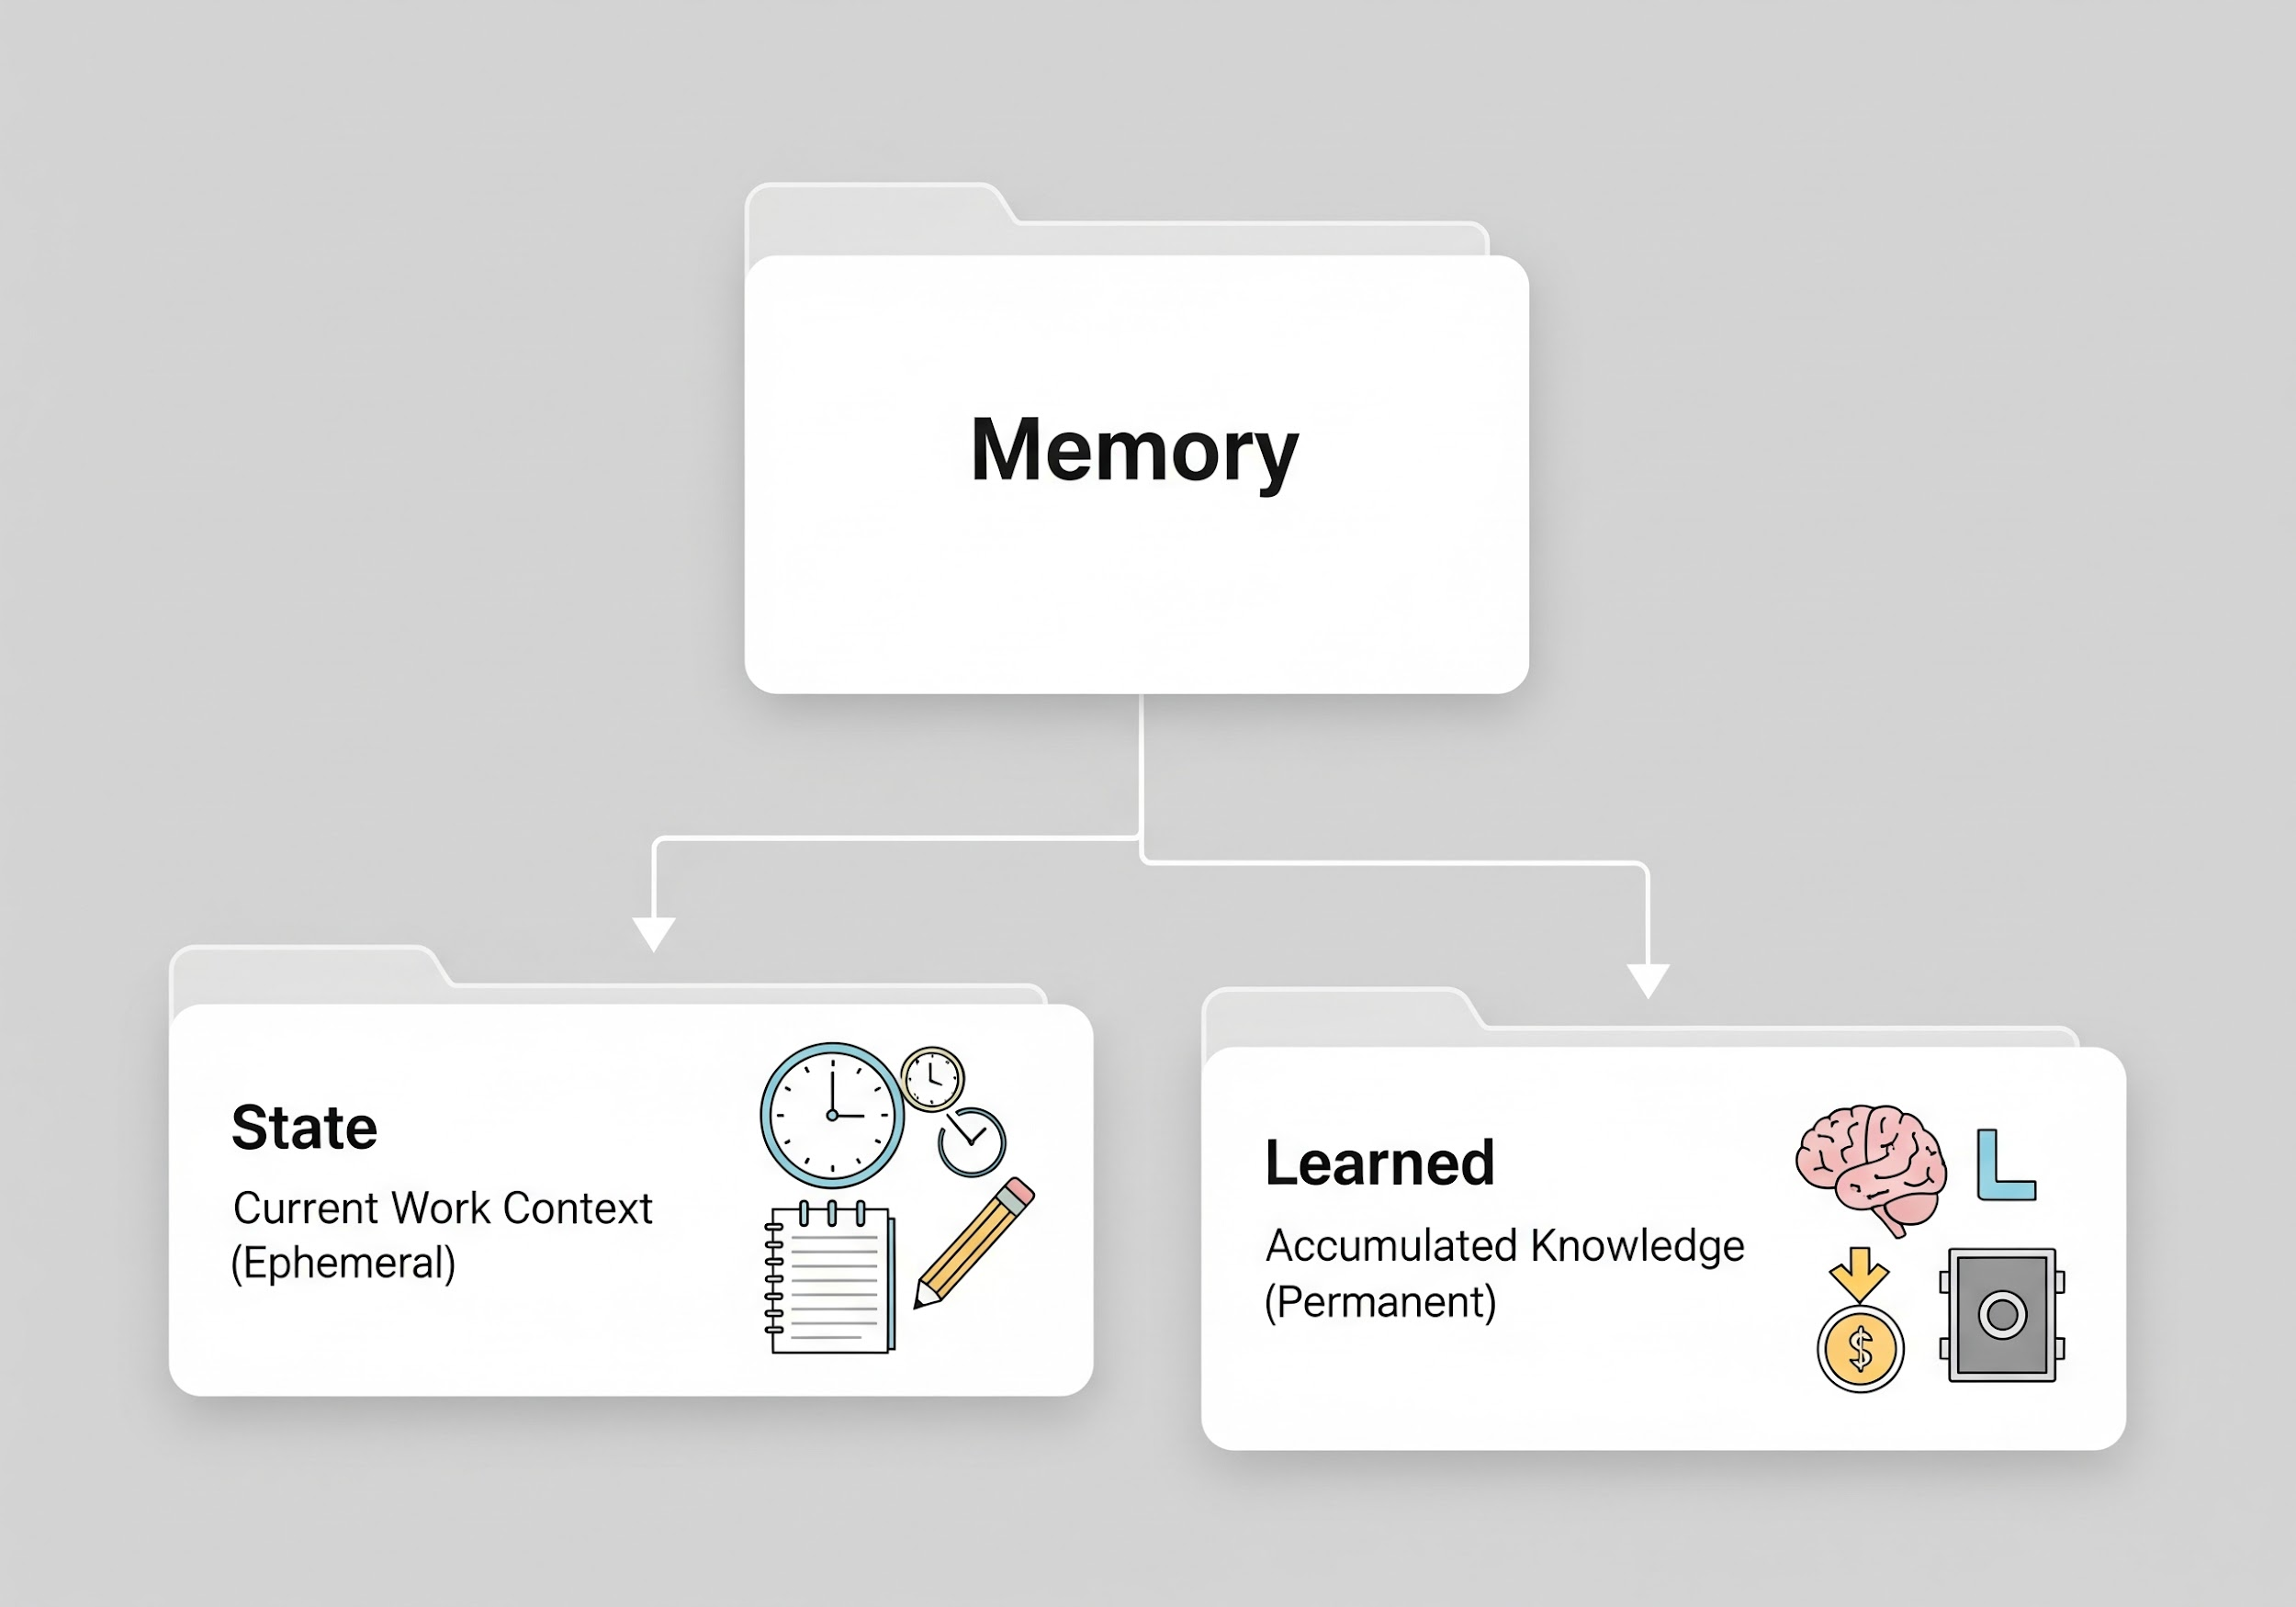 Memory
State
Current Work Context
(Ephemeral)
Learned
Accumulated Knowledge
(Permanent)
L
$